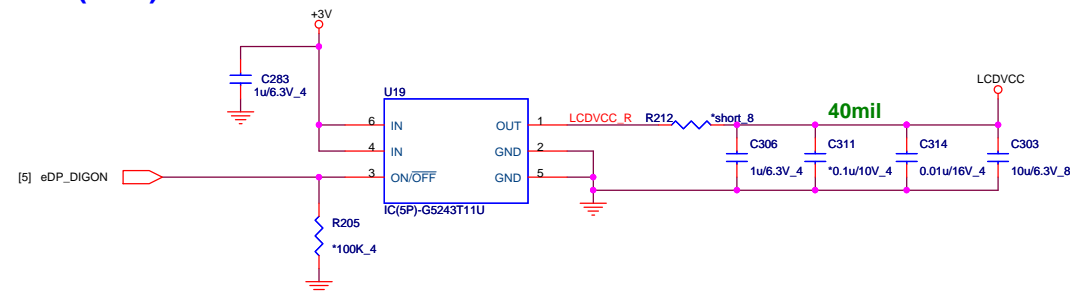 +3V
C283
1u/6.3V_4
U19
6 IN
4 IN
3 ON/OFF
OUT 1
GND 2
GND 5
IC(5P)-G5243T11U
[5] eDP_DIGON
R205
*100K_4
LCDVCC_R
R212
*short_8
40mil
LCDVCC
C306
1u/6.3V_4
C311
*0.1u/10V_4
C314
0.01u/16V_4
C303
10u/6.3V_8